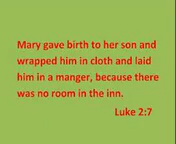 Mary gave birth to her son and
wrapped him in cloth and laid
him in a manger, because there
was no room in the inn.
Luke 2:7